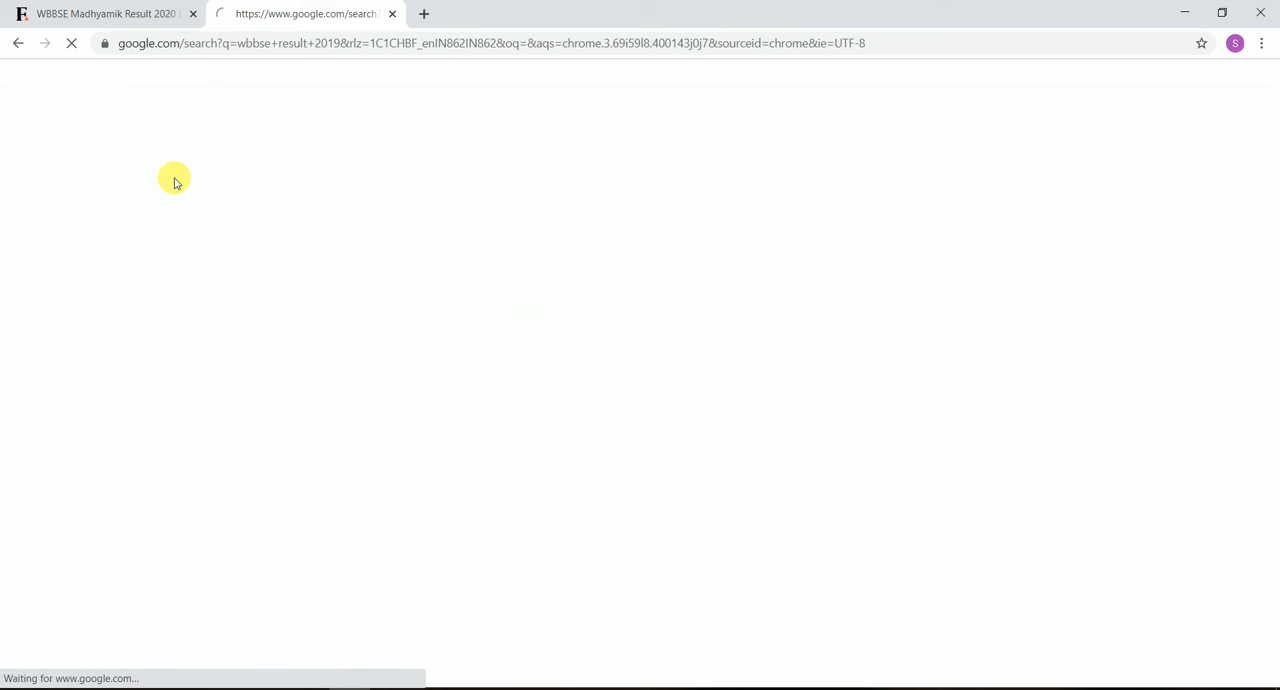 F. WBBSE Madhyamik Result 2020
https://www.google.com/search?
google.com/search?q=wbbse+result+2019&rlz=1C1CHBF_enIN862IN862&oq=&aqs=chrome.3.69i59l8.400143j0j7&sourceid=chrome&ie=UTF-8
S
Waiting for www.google.com...